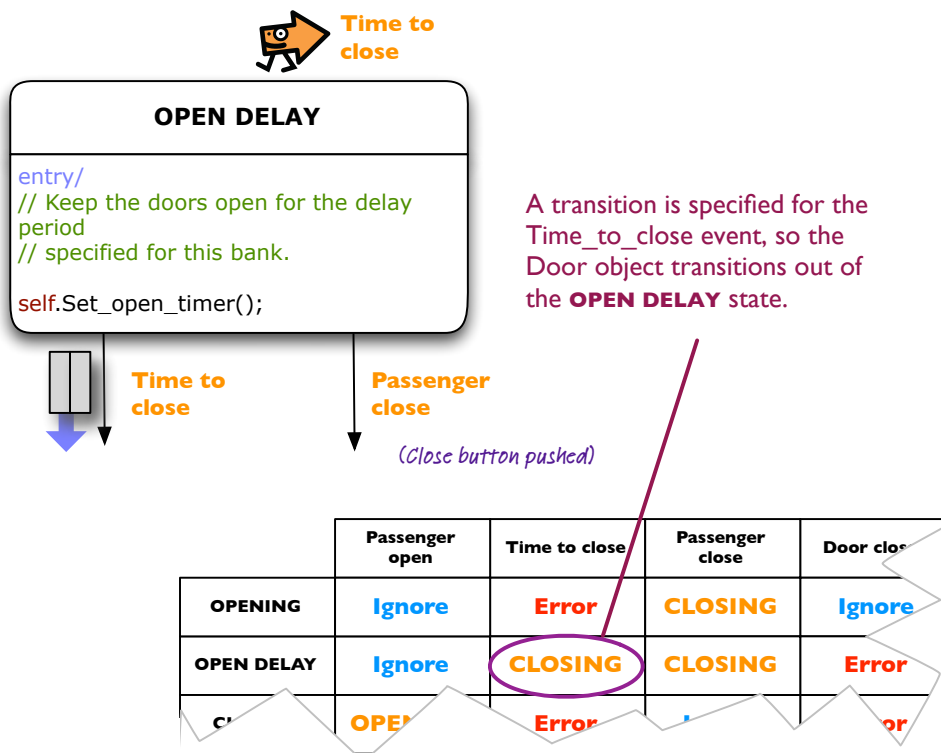 Time to
close
OPEN DELAY
entry/
// Keep the doors open for the delay
period
// specified for this bank.
self.Set_open_timer();
A transition is specified for the
Time_to_close event, so the
Door object transitions out of
the OPEN DELAY state.
Time to
close
Passenger
close
(Close button pushed)
Passenger
open
Time to close
Passenger
close
Door
OPENING Ignore Error CLOSING Ignore
OPEN DELAY Ignore CLOSING CLOSING Error
Error